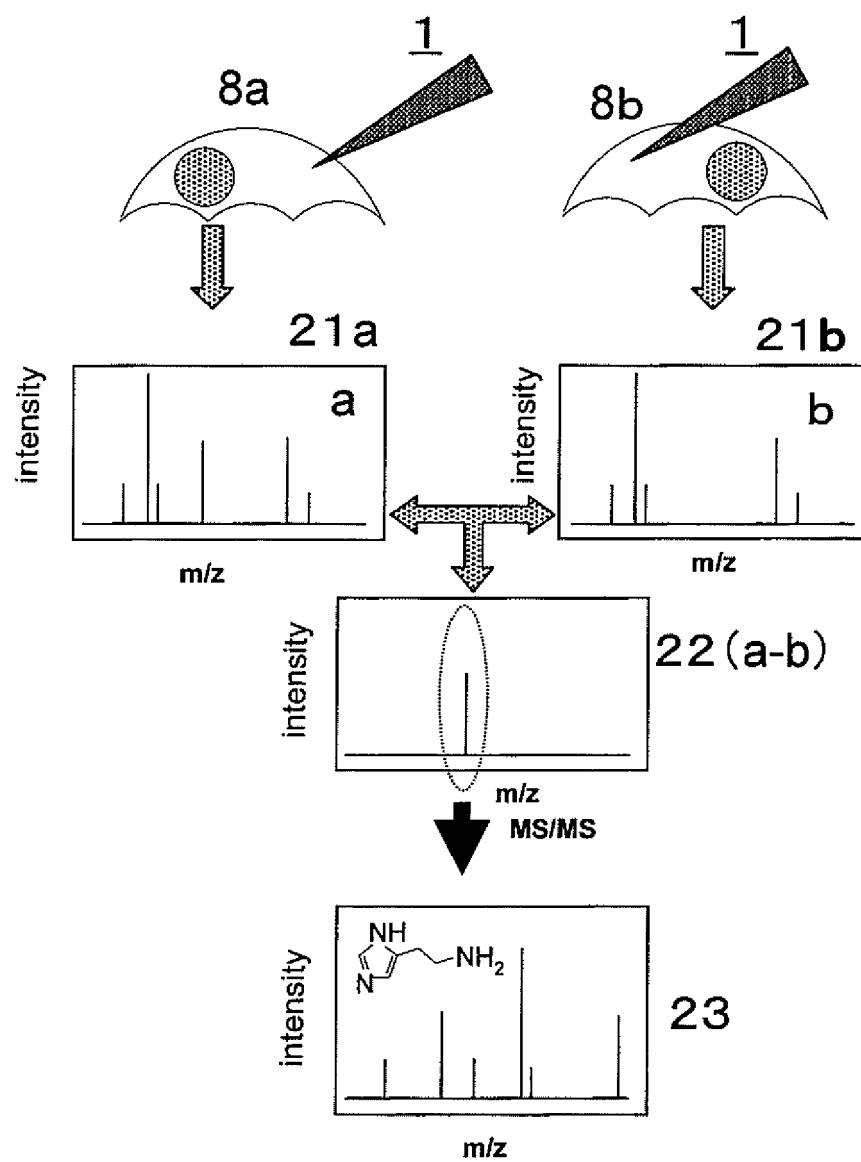 1
1
8a
8b
21a
21b
intensity
a
m/z
intensity
b
m/z
intensity
22(a-b)
m/z
MS/MS
intensity
NH
N
NH2
23
m/z